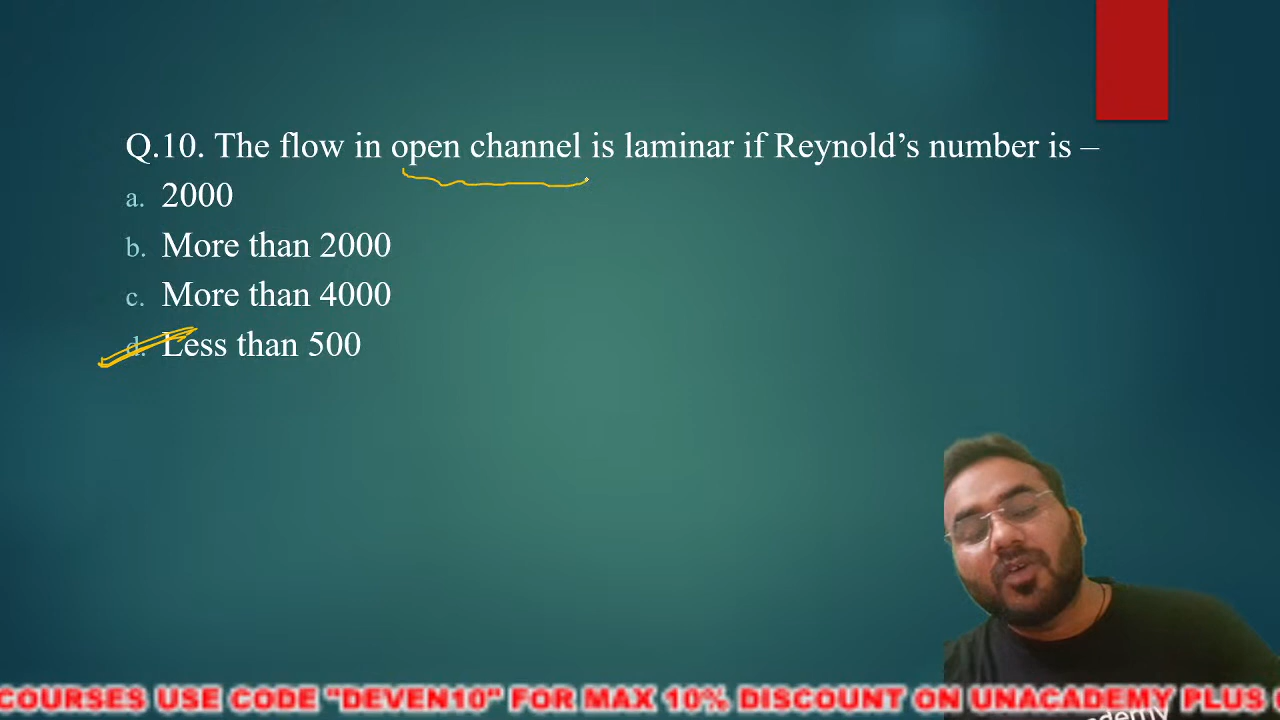 Q.10. The flow in open channel is laminar if Reynold’s number is –
a. 2000
b. More than 2000
c. More than 4000
d. Less than 500
COURSES USE CODE "DEVEN10" FOR MAX 10% DISCOUNT ON UNACADEMY PLUS